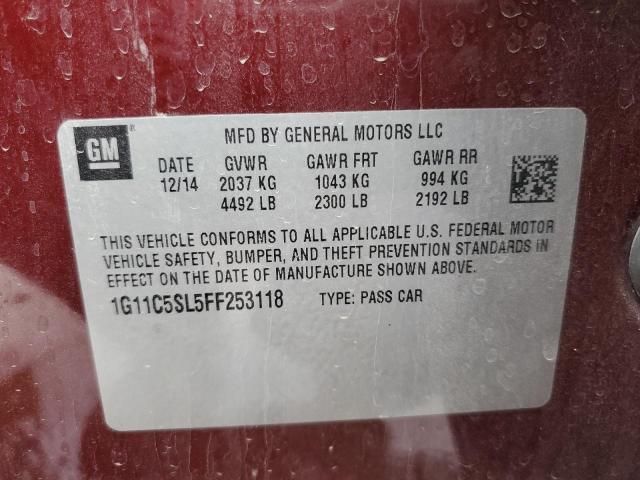 GM
MFD BY GENERAL MOTORS LLC
DATE GVWR GAWR FRT GAWR RR
12/14 2037 KG 1043 KG 994 KG
4492 LB 2300 LB 2192 LB
THIS VEHICLE CONFORMS TO ALL APPLICABLE U.S. FEDERAL MOTOR
VEHICLE SAFETY, BUMPER, AND THEFT PREVENTION STANDARDS IN
EFFECT ON THE DATE OF MANUFACTURE SHOWN ABOVE.
1G11C5SL5FF253118 TYPE: PASS CAR